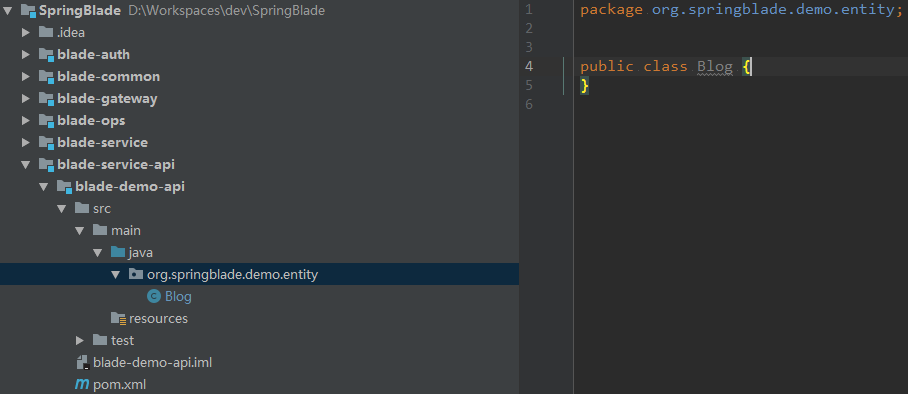 SpringBlade D:\Workspaces\dev\SpringBlade
.idea
blade-auth
blade-common
blade-gateway
blade-ops
blade-service
blade-service-api
blade-demo-api
src
main
java
org.springblade.demo.entity
Blog
resources
test
blade-demo-api.iml
pom.xml
1 package org.springblade.demo.entity;
2
3
4 public class Blog {
5 }
6